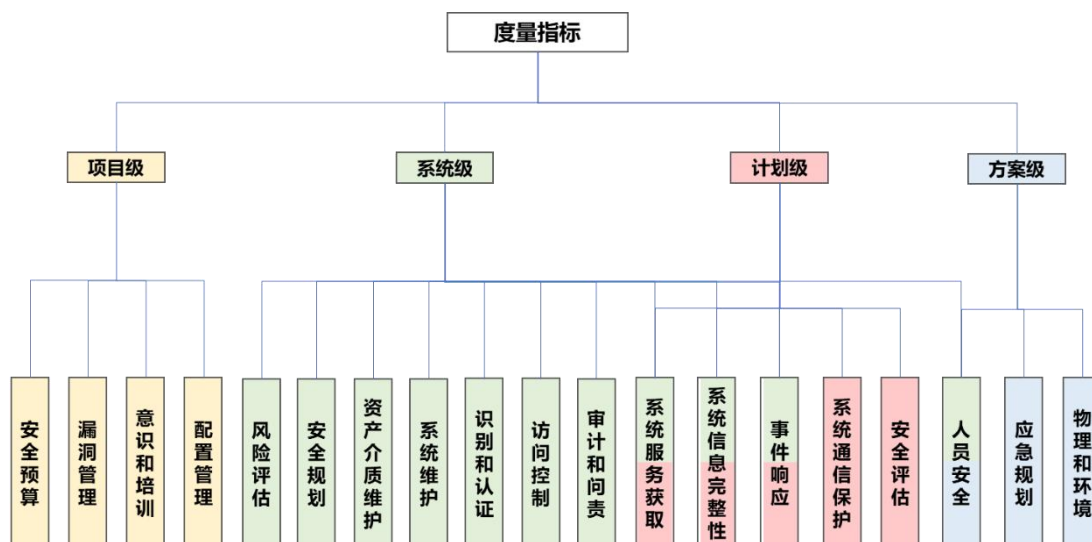 度量指标
项目级
系统级
计划级
方案级
安全预算
漏洞管理
意识和培训
配置管理
风险评估
安全规划
资产介质维护
系统维护
识别和认证
访问控制
审计和问责
系统服务获取
系统信息完整性
事件响应
系统通信保护
安全评估
人员安全
应急规划
物理和环境